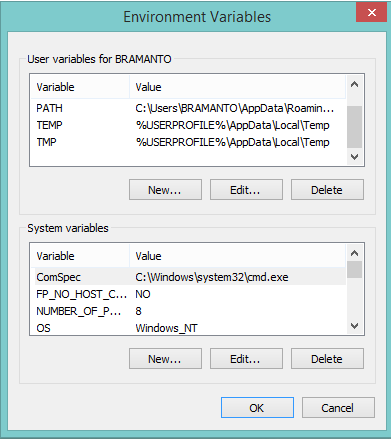 Environment Variables
User variables for BRAMANTO
Variable Value
PATH C:\Users\BRAMANTO\AppData\Roamin...
TEMP %USERPROFILE%\AppData\Local\Temp
TMP %USERPROFILE%\AppData\Local\Temp
New... Edit... Delete
System variables
Variable Value
ComSpec C:\Windows\system32\cmd.exe
FP_NO_HOST_C... NO
NUMBER_OF_P... 8
OS Windows_NT
New... Edit... Delete
OK Cancel